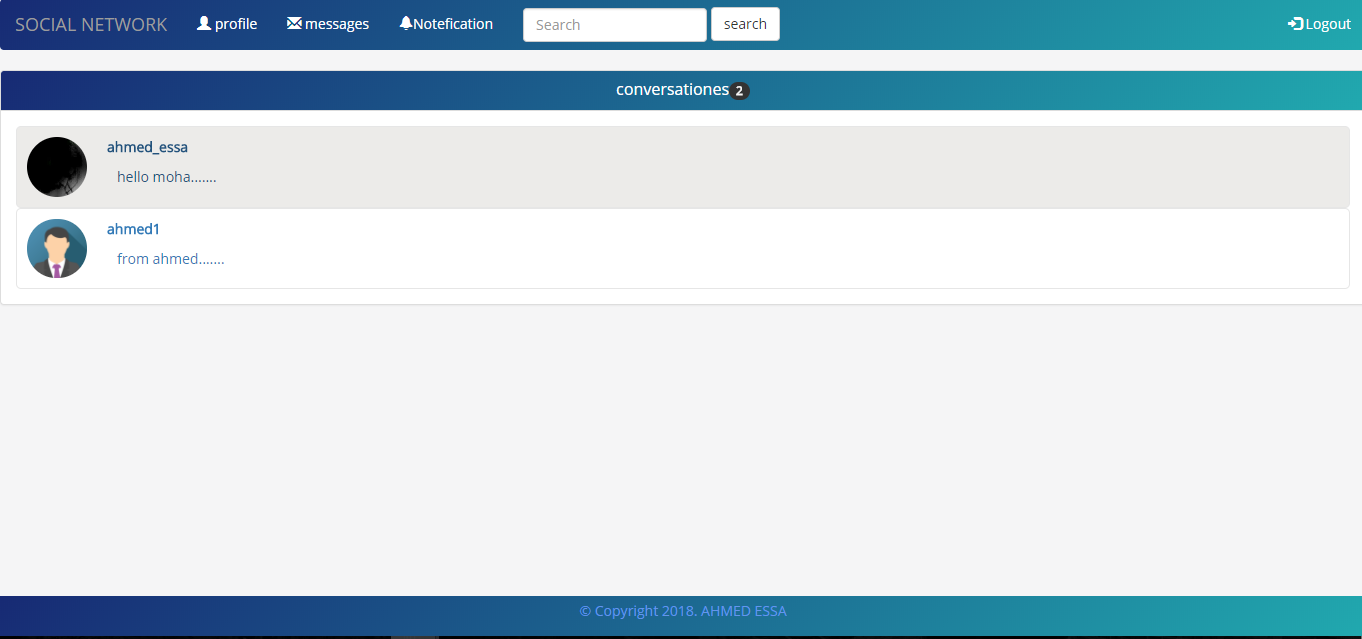 SOCIAL NETWORK profile messages Notefication Search search Logout
conversationes 2
ahmed_essa
hello moha.......
ahmed1
from ahmed.......
© Copyright 2018. AHMED ESSA